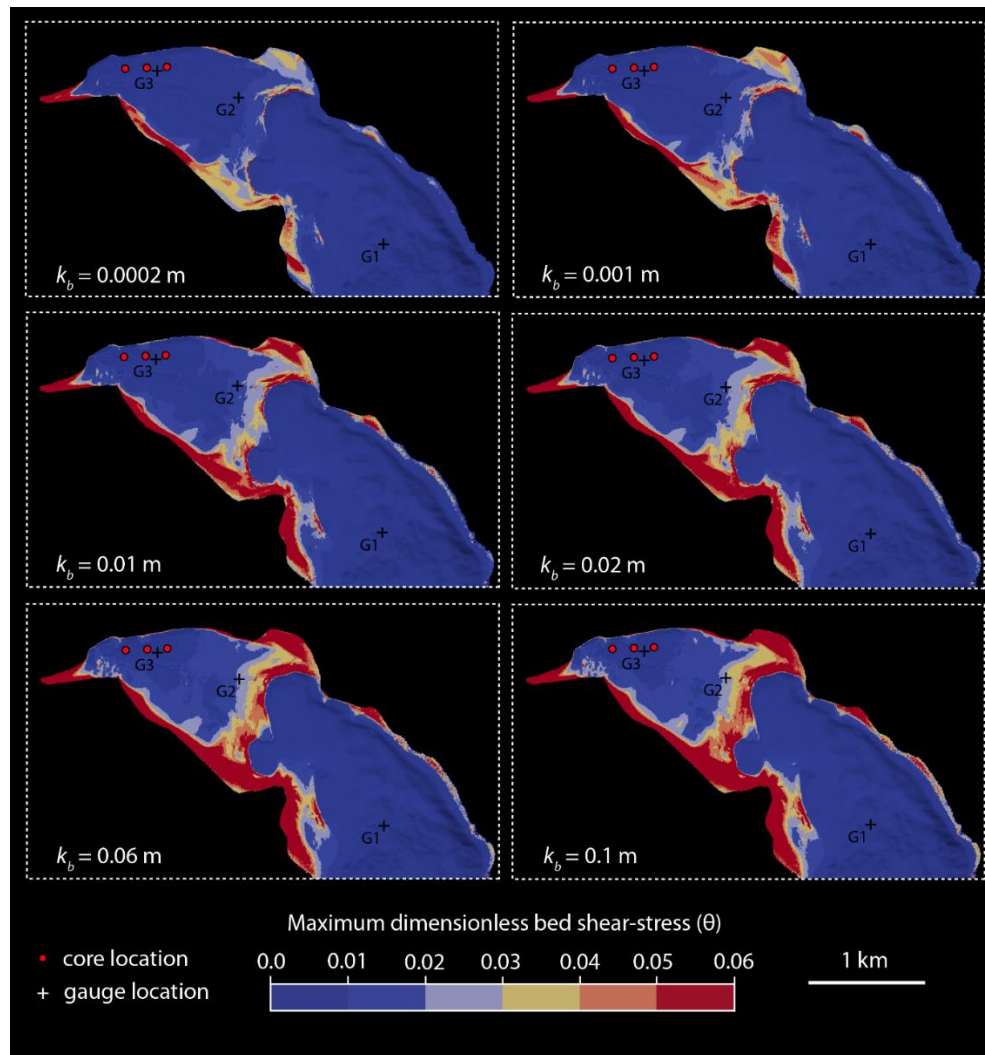 G3
G2
G1
k_b = 0.0002 m
G3
G2
G1
k_b = 0.001 m
G3
G2
G1
k_b = 0.01 m
G3
G2
G1
k_b = 0.02 m
G3
G2
G1
k_b = 0.06 m
G3
G2
G1
k_b = 0.1 m
Maximum dimensionless bed shear-stress (θ)
core location
gauge location
0.0 0.01 0.02 0.03 0.04 0.05 0.06
1 km